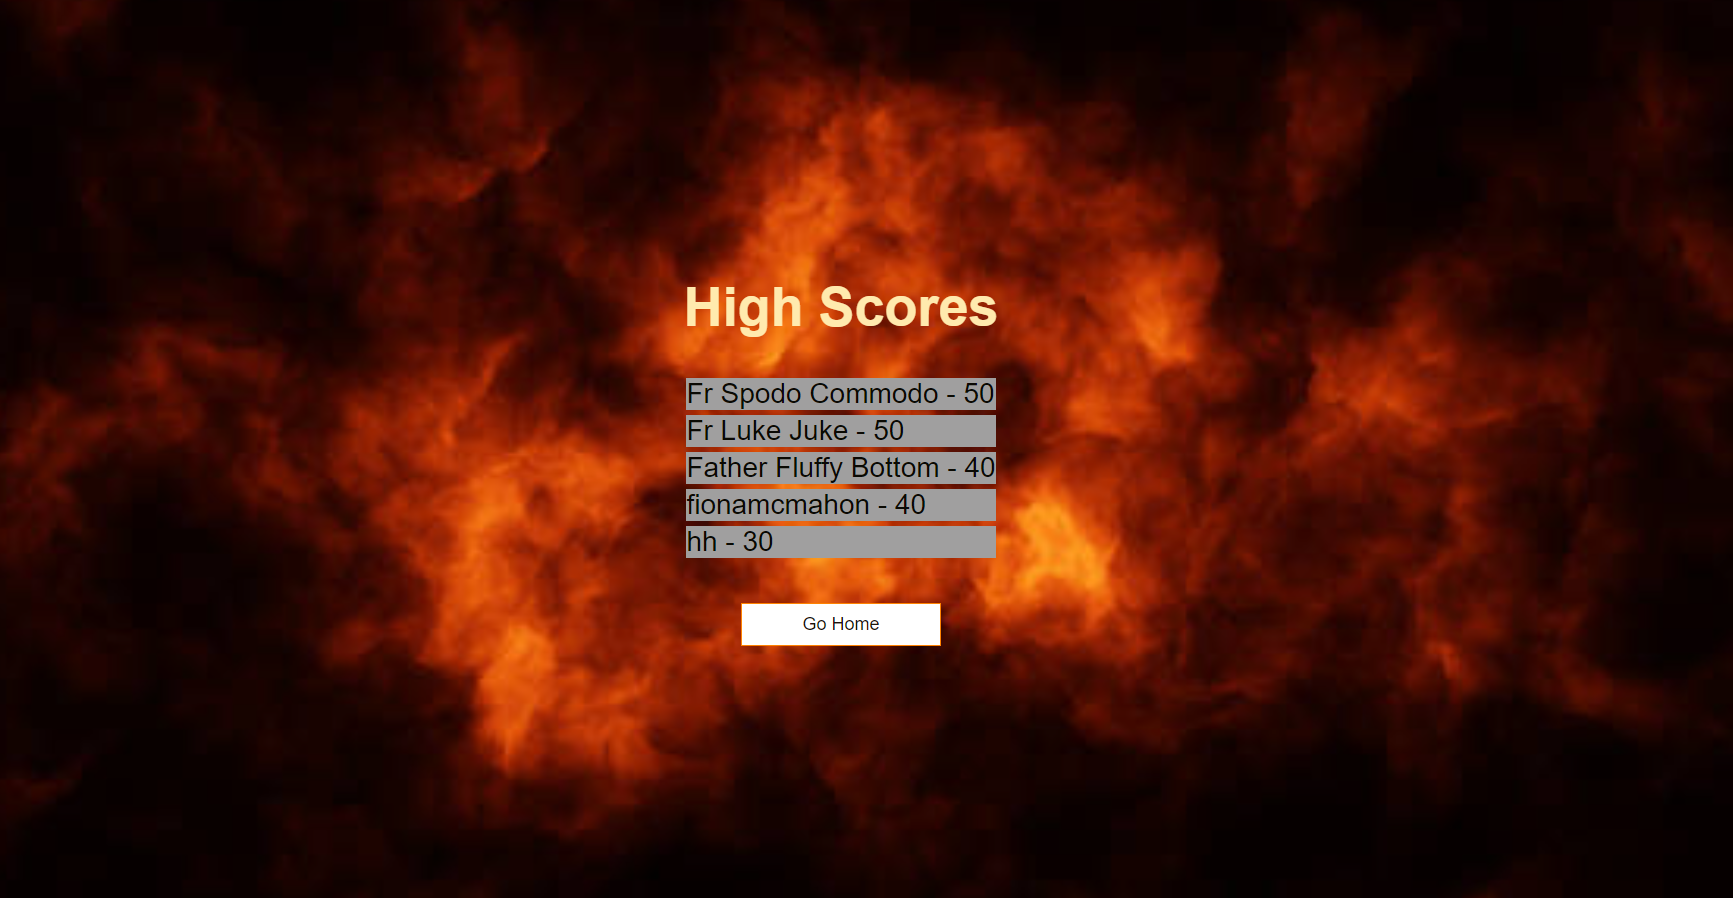 High Scores
Fr Spodo Commodo - 50
Fr Luke Juke - 50
Father Fluffy Bottom - 40
fionamcmahon - 40
hh - 30
Go Home